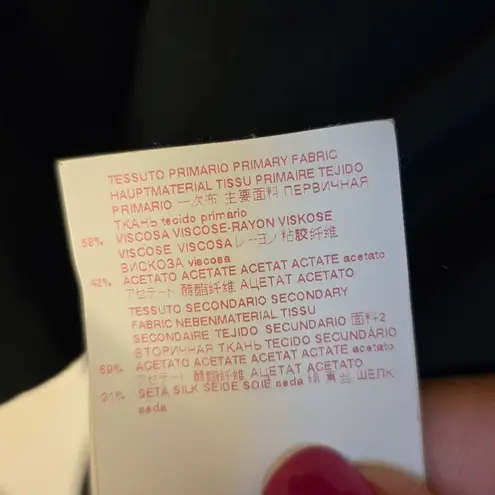 TESSUTO PRIMARIO PRIMARY FABRIC
HAUPTMATERIAL TISSU PRIMAIRE TEJIDO
PRIMARIO 一次布 主要面料 ПЕРВИЧНАЯ
ТКАНЬ tecido primario
58% VISCOSA VISCOSE-RAYON VISKOSE
VISCOSE VISCOSA レーヨン 粘胶纤维
ВИСКОЗА viscosa
42% ACETATO ACETATE ACETAT ACTATE acetato
アセテート 醋酯纤维 АЦЕТАТ ACETATO
TESSUTO SECONDARIO SECONDARY
FABRIC NEBENMATERIAL TISSU
SECONDAIRE TEJIDO SECUNDARIO 面料2
ВТОРИЧНАЯ ТКАНЬ TECIDO SECUNDÁRIO
69% ACETATO ACETATE ACETAT ACTATE acetato
アセテート 醋酯纤维 АЦЕТАТ ACETATO
31% SETA SILK SEIDE SOIE seda 絹 真丝 ШЕЛК
seda